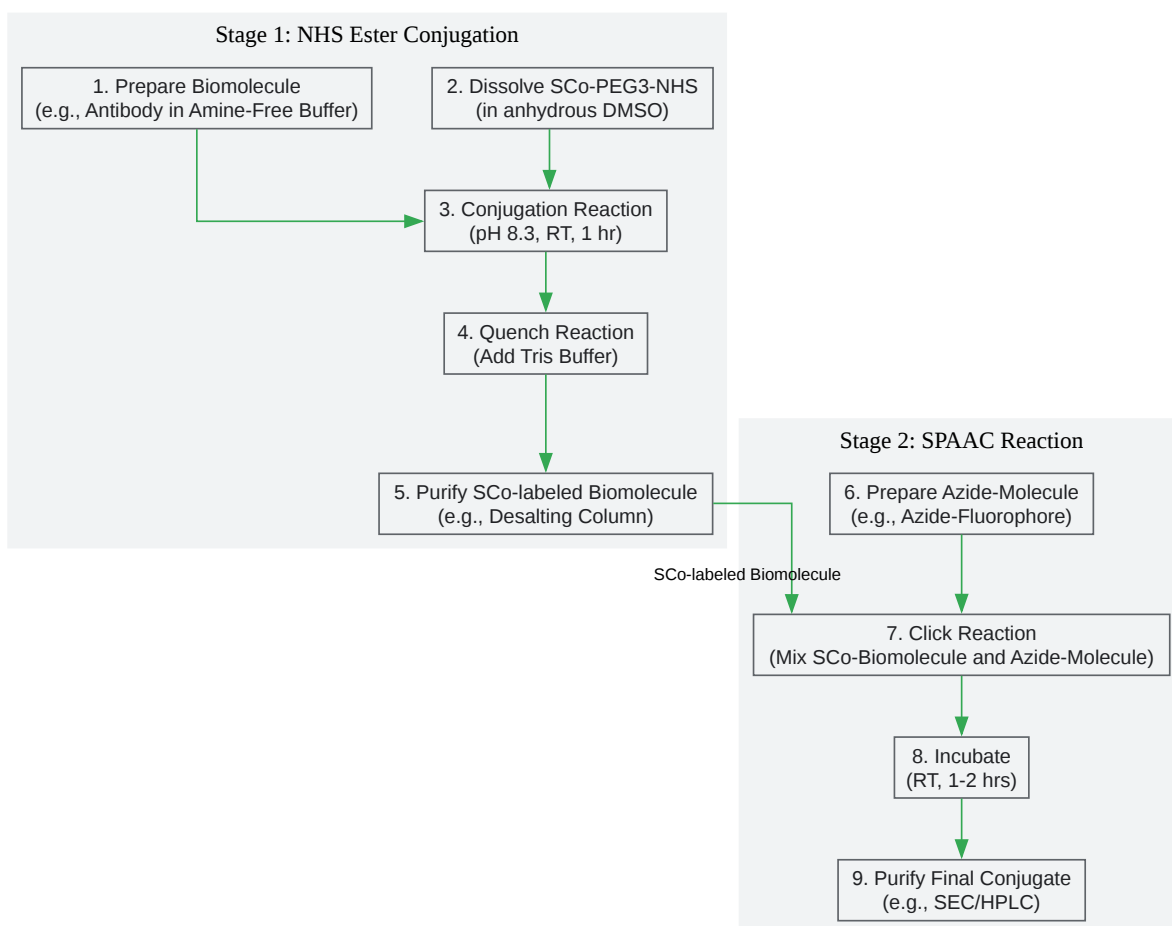 Stage 1: NHS Ester Conjugation
1. Prepare Biomolecule
(e.g., Antibody in Amine-Free Buffer)
2. Dissolve SCo-PEG3-NHS
(in anhydrous DMSO)
3. Conjugation Reaction
(pH 8.3, RT, 1 hr)
4. Quench Reaction
(Add Tris Buffer)
5. Purify SCo-labeled Biomolecule
(e.g., Desalting Column)
SCo-labeled Biomolecule
Stage 2: SPAAC Reaction
6. Prepare Azide-Molecule
(e.g., Azide-Fluorophore)
7. Click Reaction
(Mix SCo-Biomolecule and Azide-Molecule)
8. Incubate
(RT, 1-2 hrs)
9. Purify Final Conjugate
(e.g., SEC/HPLC)